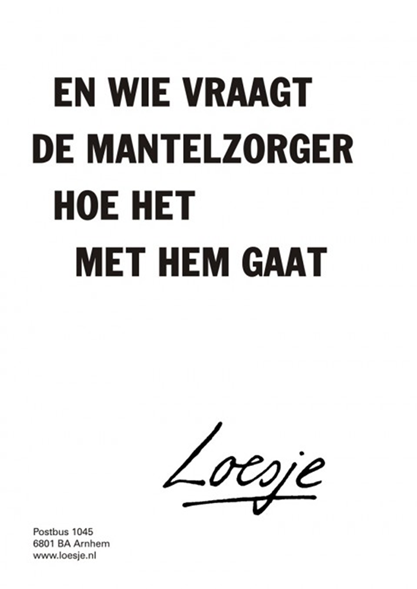 EN WIE VRAAGT
DE MANTELZORGER
HOE HET
MET HEM GAAT
Loesje
Postbus 1045
6801 BA Arnhem
www.loesje.nl